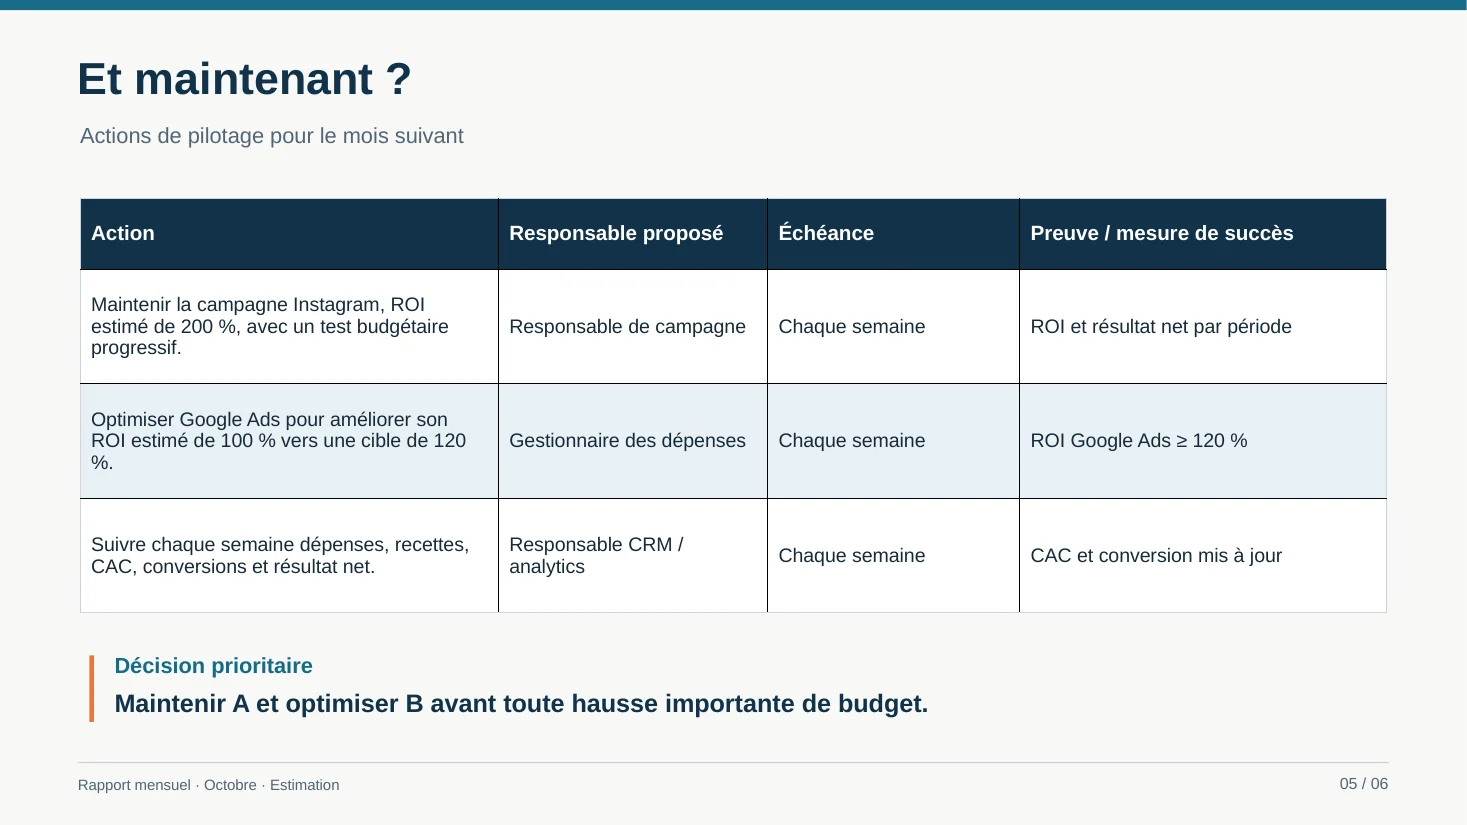 Et maintenant ?
Actions de pilotage pour le mois suivant
Action
Responsable proposé
Échéance
Preuve / mesure de succès
Maintenir la campagne Instagram, ROI
estimé de 200 %, avec un test budgétaire
progressif.
Responsable de campagne
Chaque semaine
ROI et résultat net par période
Optimiser Google Ads pour améliorer son
ROI estimé de 100 % vers une cible de 120
%.
Gestionnaire des dépenses
Chaque semaine
ROI Google Ads ≥ 120 %
Suivre chaque semaine dépenses, recettes,
CAC, conversions et résultat net.
Responsable CRM /
analytics
Chaque semaine
CAC et conversion mis à jour
Décision prioritaire
Maintenir A et optimiser B avant toute hausse importante de budget.
Rapport mensuel · Octobre · Estimation
05 / 06